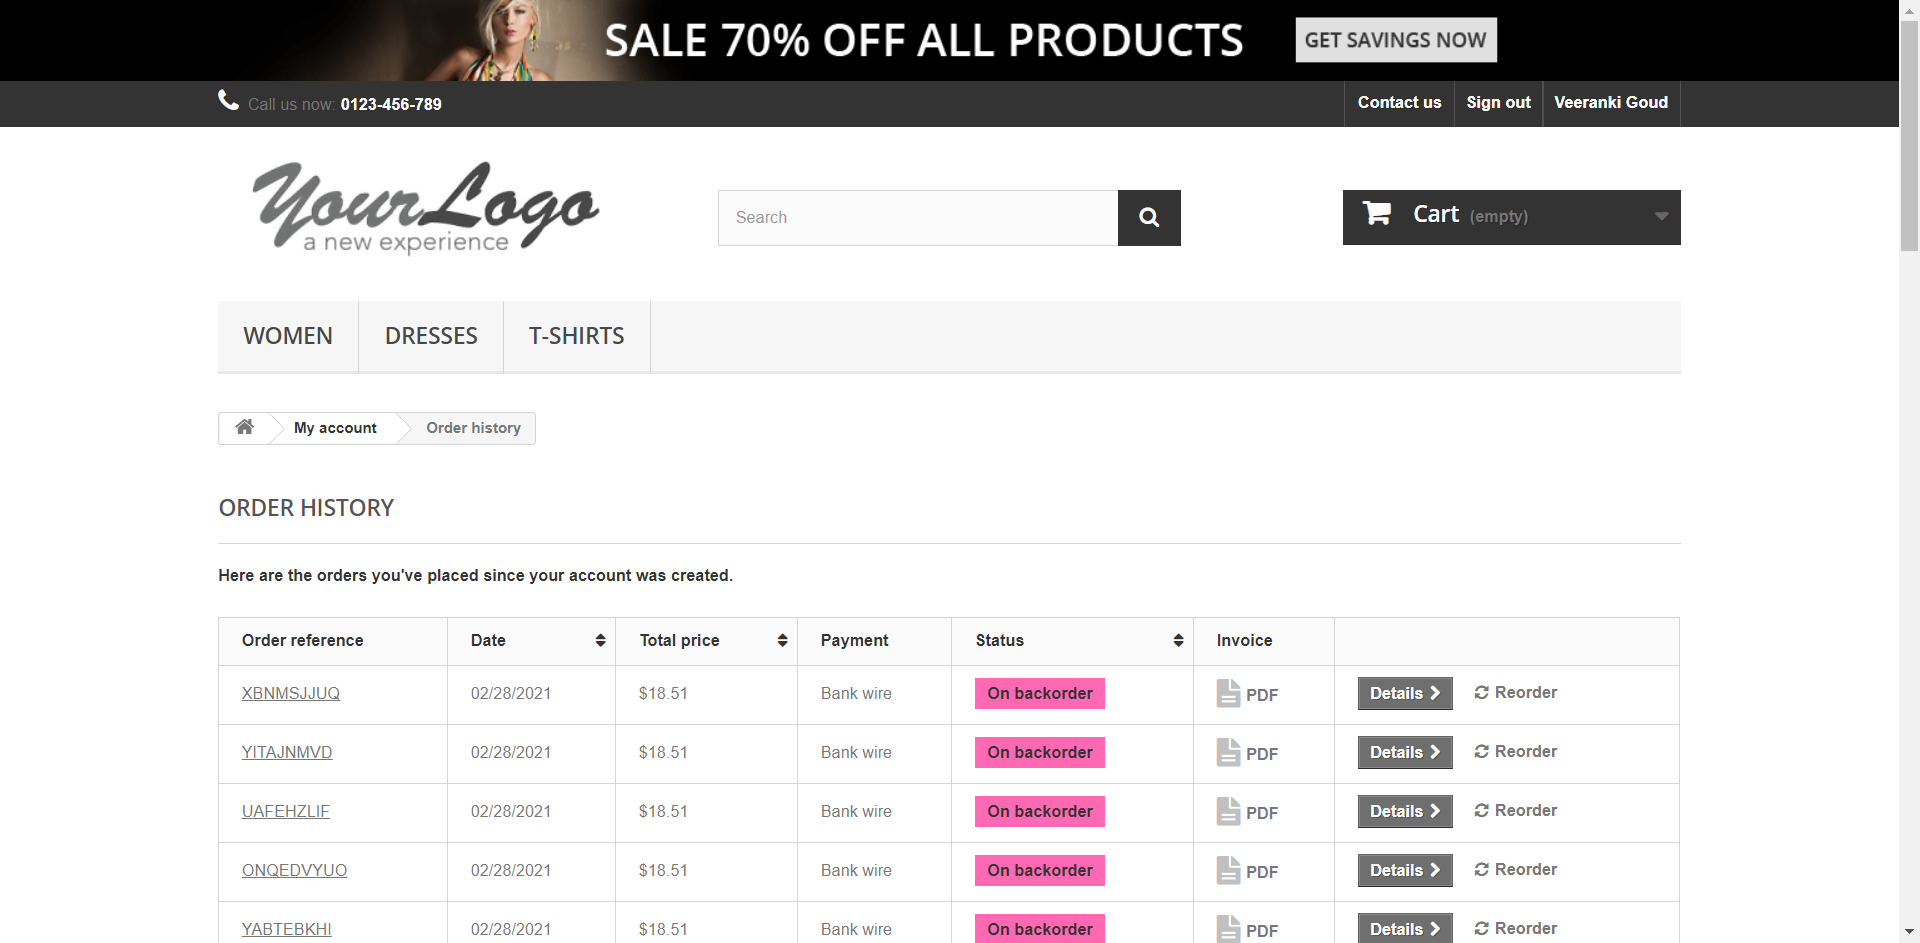 SALE 70% OFF ALL PRODUCTS GET SAVINGS NOW
Call us now: 0123-456-789 Contact us Sign out Veeranki Goud
YourLogo
a new experience
Search
Cart (empty)
WOMEN DRESSES T-SHIRTS
My account Order history
ORDER HISTORY
Here are the orders you've placed since your account was created.
Order reference Date Total price Payment Status Invoice
XBNMSJJUQ 02/28/2021 $18.51 Bank wire On backorder PDF Details Reorder
YITAJNMVD 02/28/2021 $18.51 Bank wire On backorder PDF Details Reorder
UAFEHZLIF 02/28/2021 $18.51 Bank wire On backorder PDF Details Reorder
ONQEDVYUO 02/28/2021 $18.51 Bank wire On backorder PDF Details Reorder
YABTEBKHI 02/28/2021 $18.51 Bank wire On backorder PDF Details Reorder